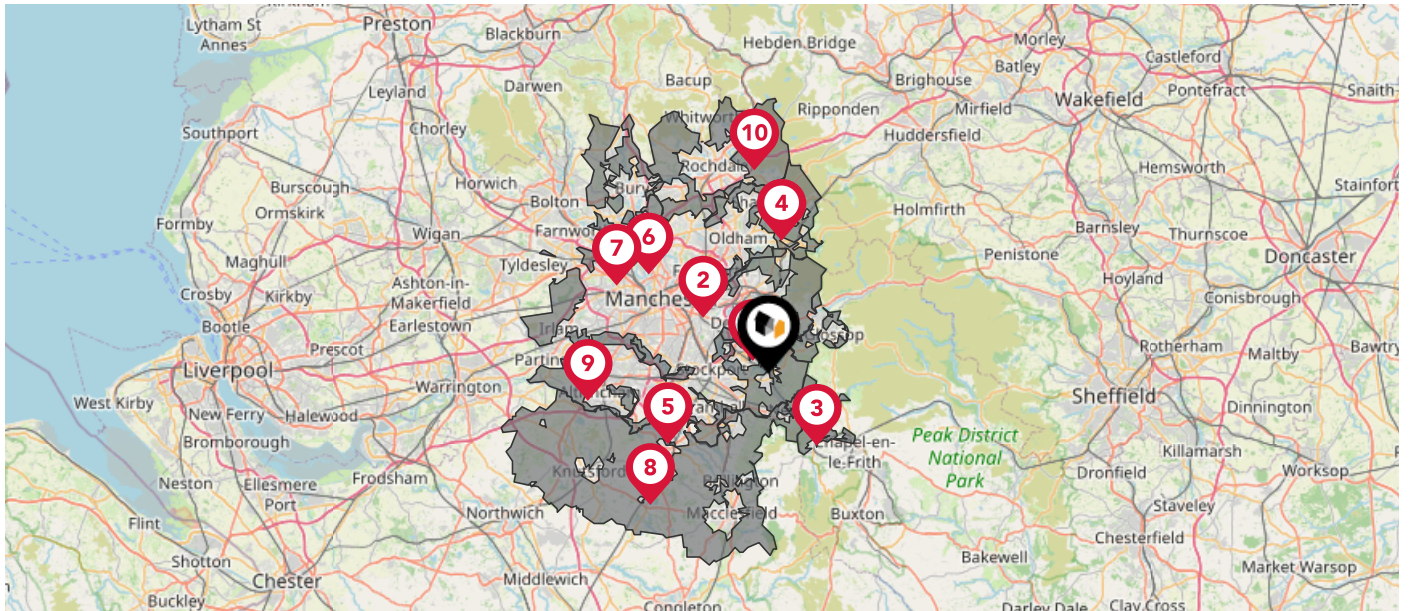 Lytham St
Annes
Preston
Blackburn
Hebden Bridge
Morley
Batley
Castleford
Leyland
Darwen
Bacup
Brighouse
Wakefield
Pontefract
Snaith-
Southport
Chorley
Whitwort
10
Ripponden
Mirfield
Huddersfield
Horwich
Rochdale
Hemsworth
Burscough
Bury
Stainfort
Formby
Ormskirk
Bolton
4
Holmfirth
Barnsley
Thurnscoe
Wigan
Farnwo
7
6
Oldham
Penistone
Doncaster
Maghull
Tyldesley
Hoyland
Crosby
Kirkby
Ashton-in-
Makerfield
Manches
2
Conisbrough
Bootle
Earlestown
Irlam
Glossop
Rotherham
Maltby
Bawtry
Liverpool
Prescot
Partin
9
Stockport
West Kirby
New Ferry
Halewood
Warrington
5
3
Sheffield
Dinnington
Bromborough
Chapel-en-
le-Frith
Peak District
National
Park
Killamarsh
Neston
Ellesmere
Port
Frodsham
Knutsford
8
Dronfield
Worksop
Northwich
Macclesfield
Buxton
Staveley
Flint
Chesterfield
Shotton
Chester
Middlewich
Bakewell
Market Warsop
Buckley
Congleton
Darley Dale
Clay Cross